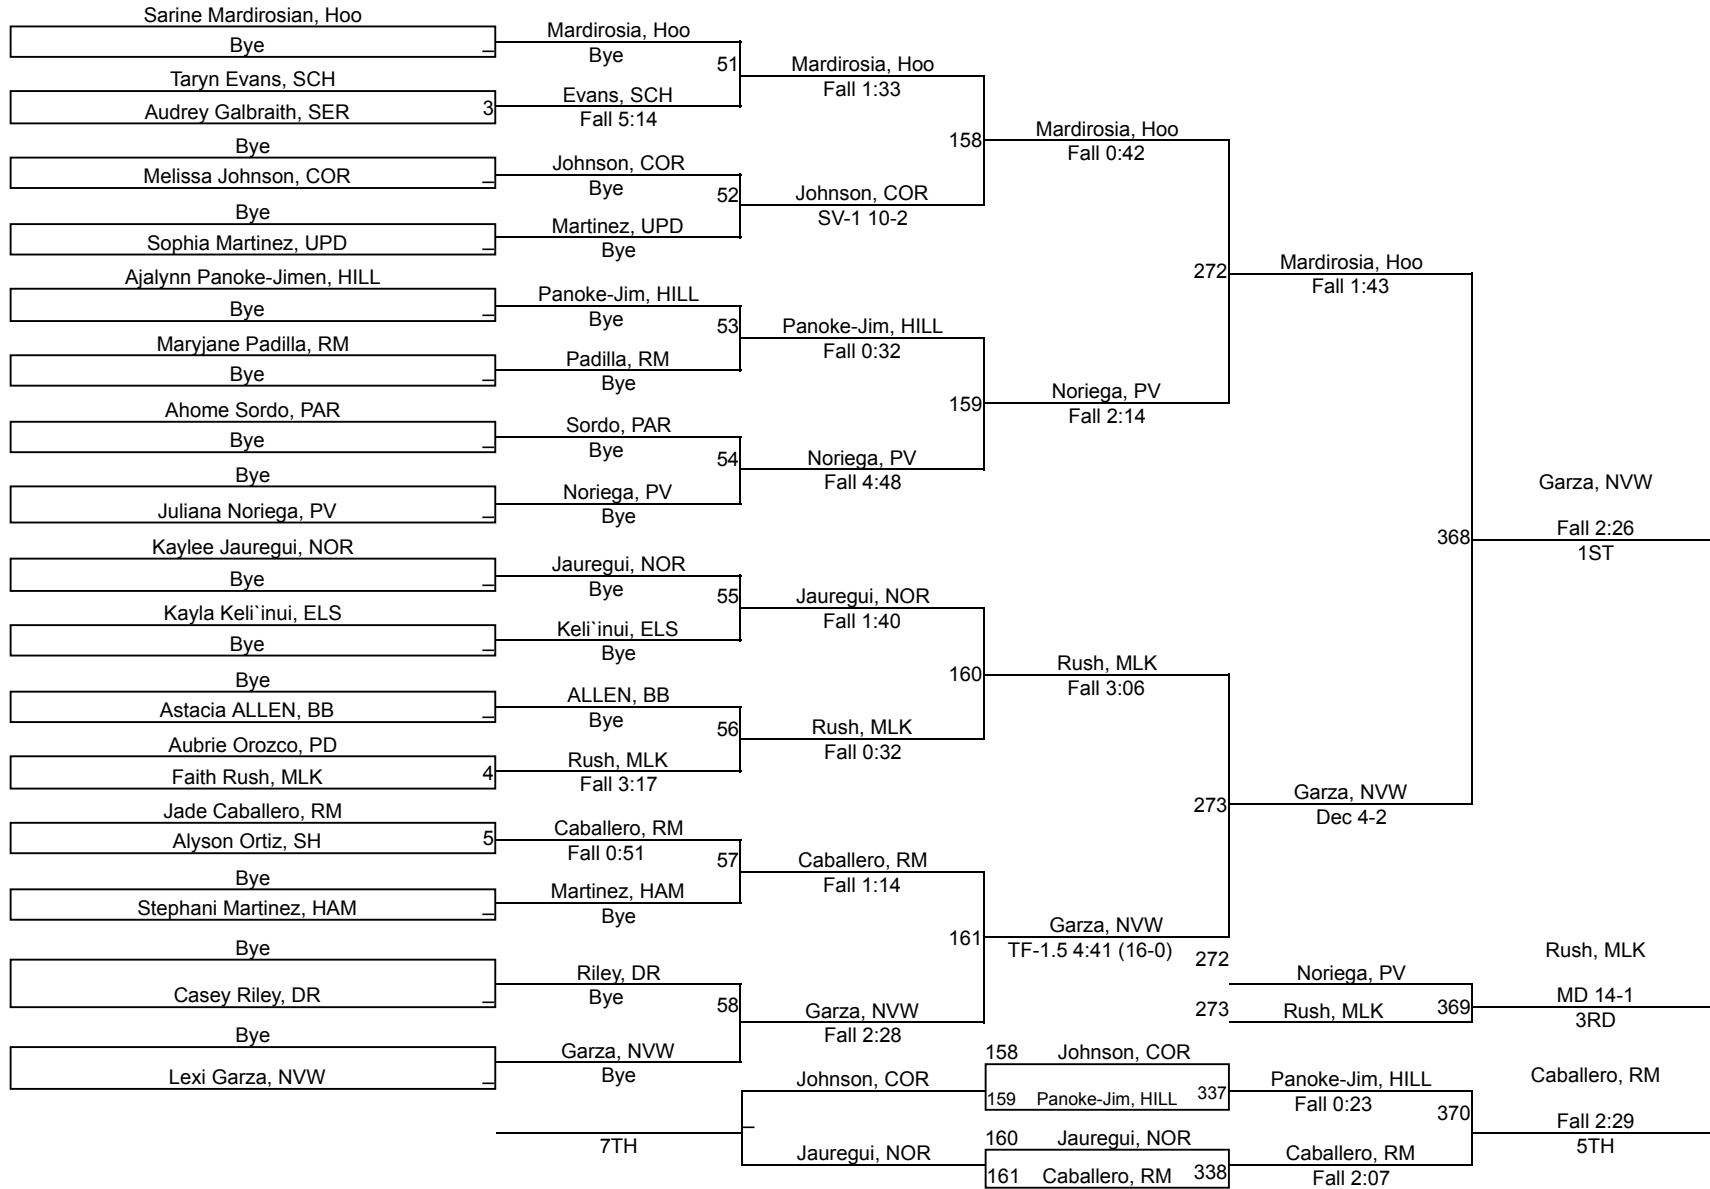 Sarine Mardirosian, Hoo
Bye
_
Taryn Evans, SCH
Audrey Galbraith, SER
3
Bye
Melissa Johnson, COR
_
Bye
Sophia Martinez, UPD
_
Ajalynn Panoke-Jimen, HILL
Bye
_
Maryjane Padilla, RM
Bye
_
Ahome Sordo, PAR
Bye
_
Bye
Juliana Noriega, PV
_
Kaylee Jauregui, NOR
Bye
_
Kayla Keli`inui, ELS
Bye
_
Bye
Astacia ALLEN, BB
_
Aubrie Orozco, PD
Faith Rush, MLK
4
Jade Caballero, RM
Alyson Ortiz, SH
5
Bye
Stephani Martinez, HAM
_
Bye
Casey Riley, DR
_
Bye
Lexi Garza, NVW
_
Mardirosia, Hoo
Bye
51
Evans, SCH
Fall 5:14
Johnson, COR
Bye
52
Martinez, UPD
Bye
Panoke-Jim, HILL
Bye
53
Padilla, RM
Bye
Sordo, PAR
Bye
54
Noriega, PV
Bye
Jauregui, NOR
Bye
55
Keli`inui, ELS
Bye
ALLEN, BB
Bye
56
Rush, MLK
Fall 3:17
Caballero, RM
Fall 0:51
57
Martinez, HAM
Bye
Riley, DR
Bye
58
Garza, NVW
Bye
Mardirosia, Hoo
Fall 1:33
158
Johnson, COR
SV-1 10-2
Panoke-Jim, HILL
Fall 0:32
159
Noriega, PV
Fall 4:48
Jauregui, NOR
Fall 1:40
160
Rush, MLK
Fall 0:32
Caballero, RM
Fall 1:14
161
Garza, NVW
Fall 2:28
Mardirosia, Hoo
Fall 0:42
272
Noriega, PV
Fall 2:14
Rush, MLK
Fall 3:06
273
Garza, NVW
TF-1.5 4:41 (16-0)
Mardirosia, Hoo
Fall 1:43
368
Garza, NVW
Dec 4-2
Garza, NVW
Fall 2:26
1ST
272
Noriega, PV
273
Rush, MLK
369
Rush, MLK
MD 14-1
3RD
158
Johnson, COR
159
Panoke-Jim, HILL
337
160
Jauregui, NOR
161
Caballero, RM
338
Panoke-Jim, HILL
Fall 0:23
370
Caballero, RM
Fall 2:07
Caballero, RM
Fall 2:29
5TH
Johnson, COR
_
Jauregui, NOR
7TH